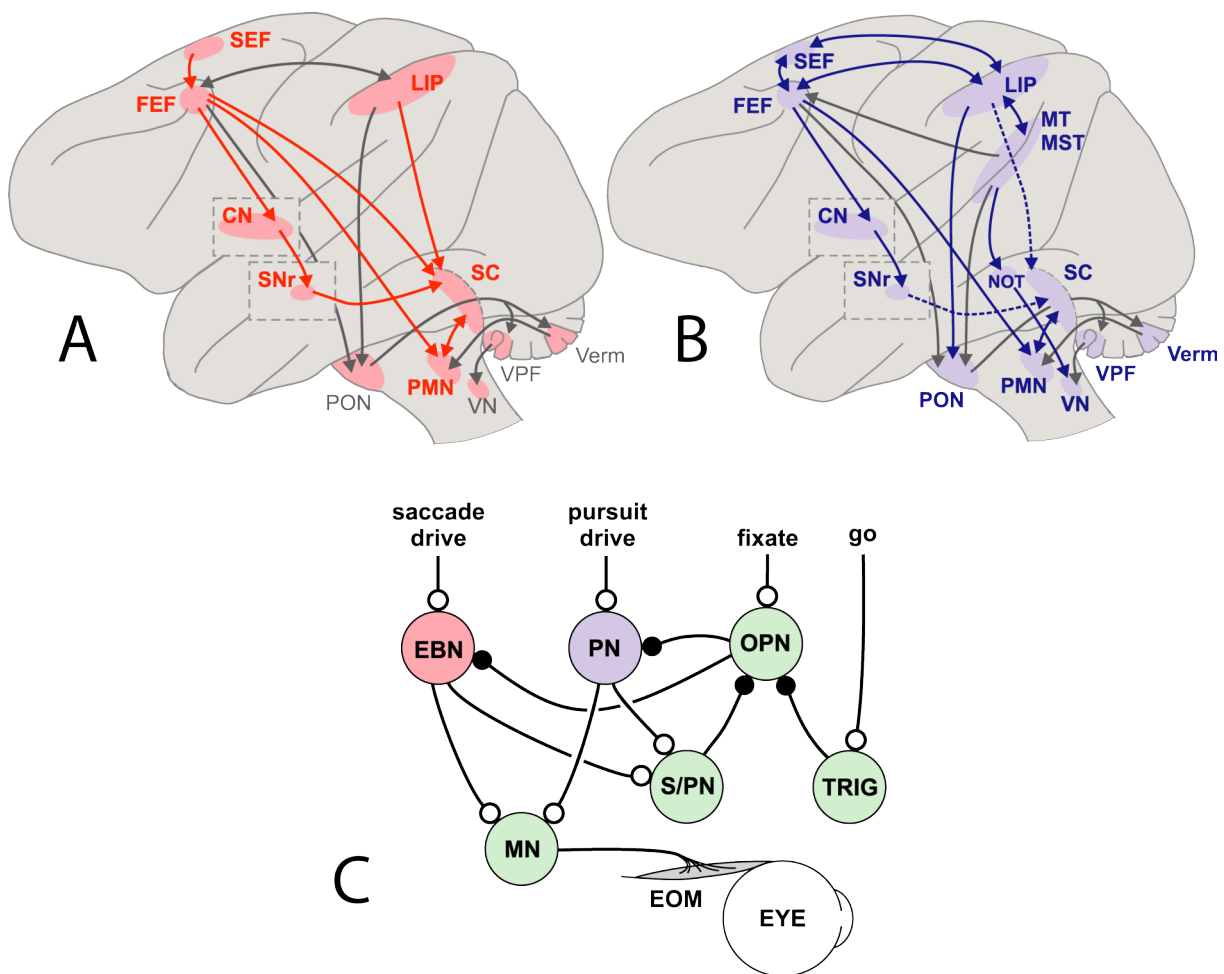 SEF
FEF
LIP
CN
SNr
SC
A
Verm
VPF
PON
PMN
VN
SEF
FEF
LIP
MT
MST
CN
SNr
SC
NOT
B
Verm
VPF
PON
PMN
VN
saccade
drive
pursuit
drive
fixate
go
EBN
PN
OPN
S/PN
TRIG
MN
C
EOM
EYE